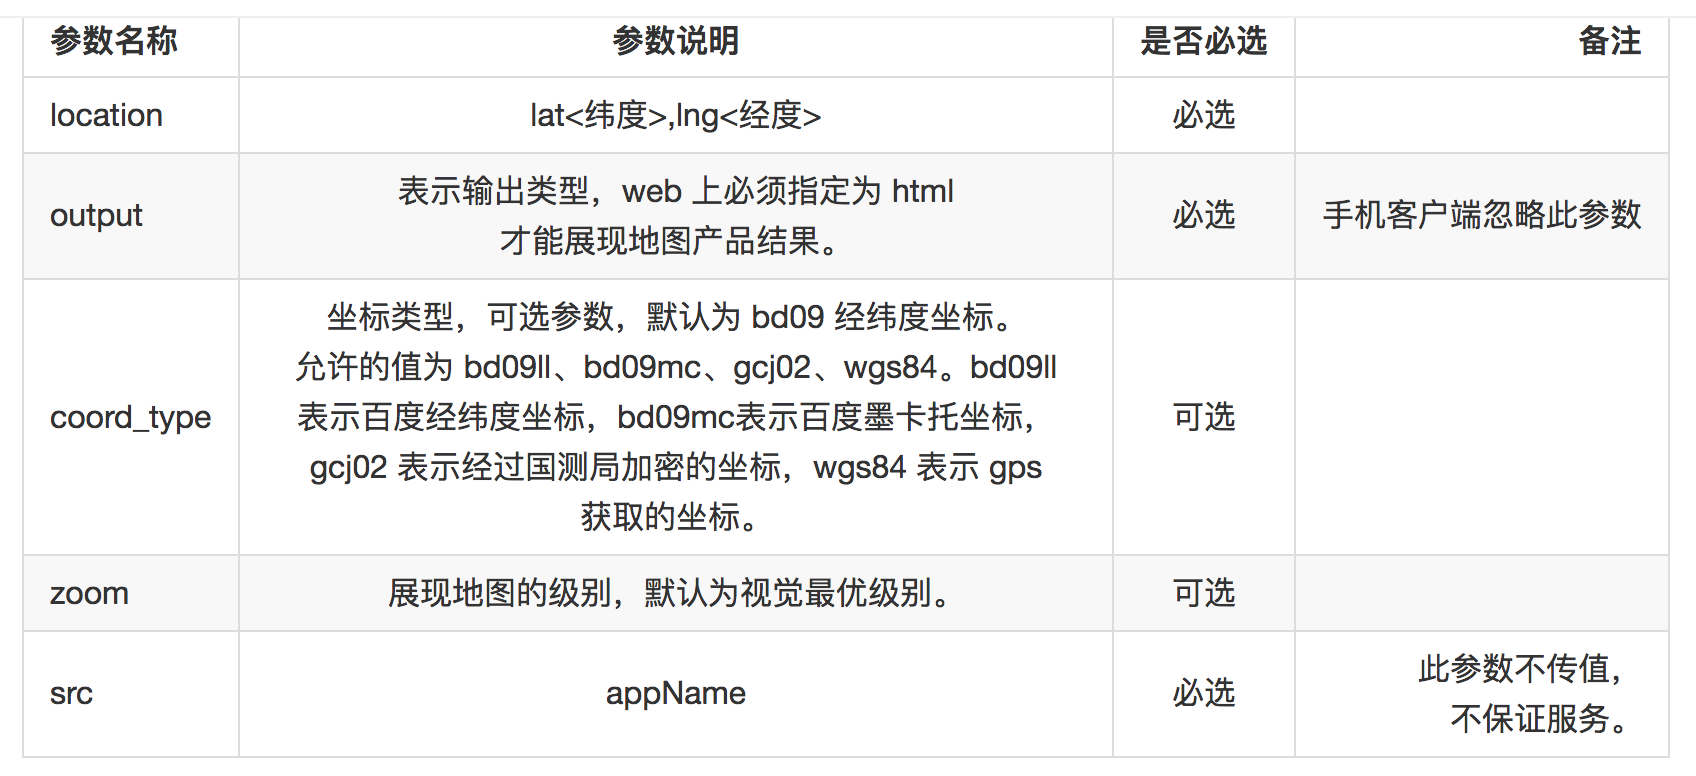 参数名称 参数说明 是否必选 备注
location lat<纬度>,lng<经度> 必选
表示输出类型，web 上必须指定为 html
output 必选 手机客户端忽略此参数
才能展现地图产品结果。
坐标类型，可选参数，默认为 bd09 经纬度坐标。
允许的值为 bd09ll、bd09mc、gcj02、wgs84。bd09ll
coord_type 表示百度经纬度坐标，bd09mc表示百度墨卡托坐标， 可选
gcj02 表示经过国测局加密的坐标，wgs84 表示 gps
获取的坐标。
zoom 展现地图的级别，默认为视觉最优级别。 可选
src appName 必选 此参数不传值，
不保证服务。